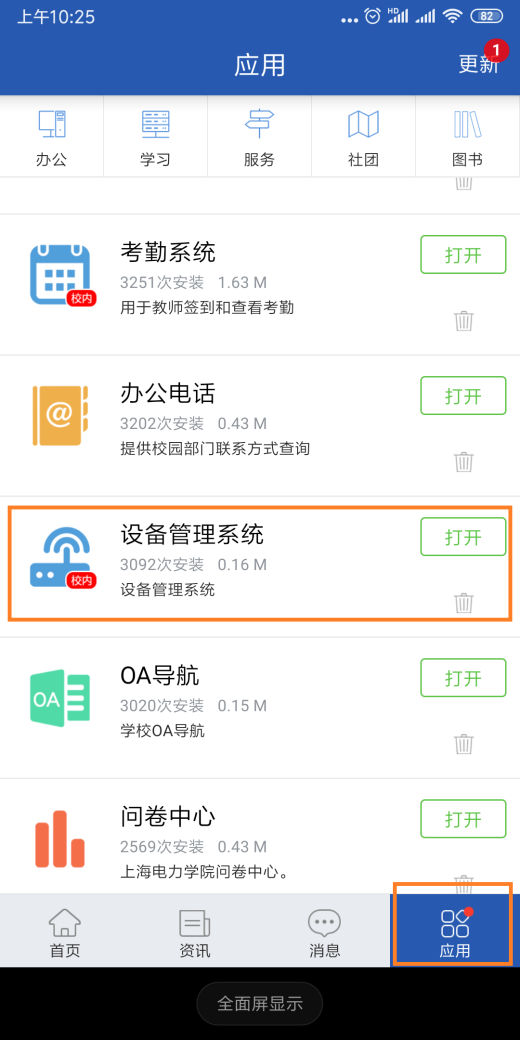 上午10:25
HD
82
应用
更新
1
办公
学习
服务
社团
图书
考勤系统
打开
3251次安装 1.63 M
校内
用于教师签到和查看考勤
办公电话
打开
@
3202次安装 0.43 M
提供校园部门联系方式查询
设备管理系统
打开
3092次安装 0.16 M
校内
设备管理系统
OA导航
打开
OA
3020次安装 0.15 M
学校OA导航
问卷中心
打开
2569次安装 0.43 M
上海电力学院问卷中心。
首页
资讯
消息
应用
全面屏显示